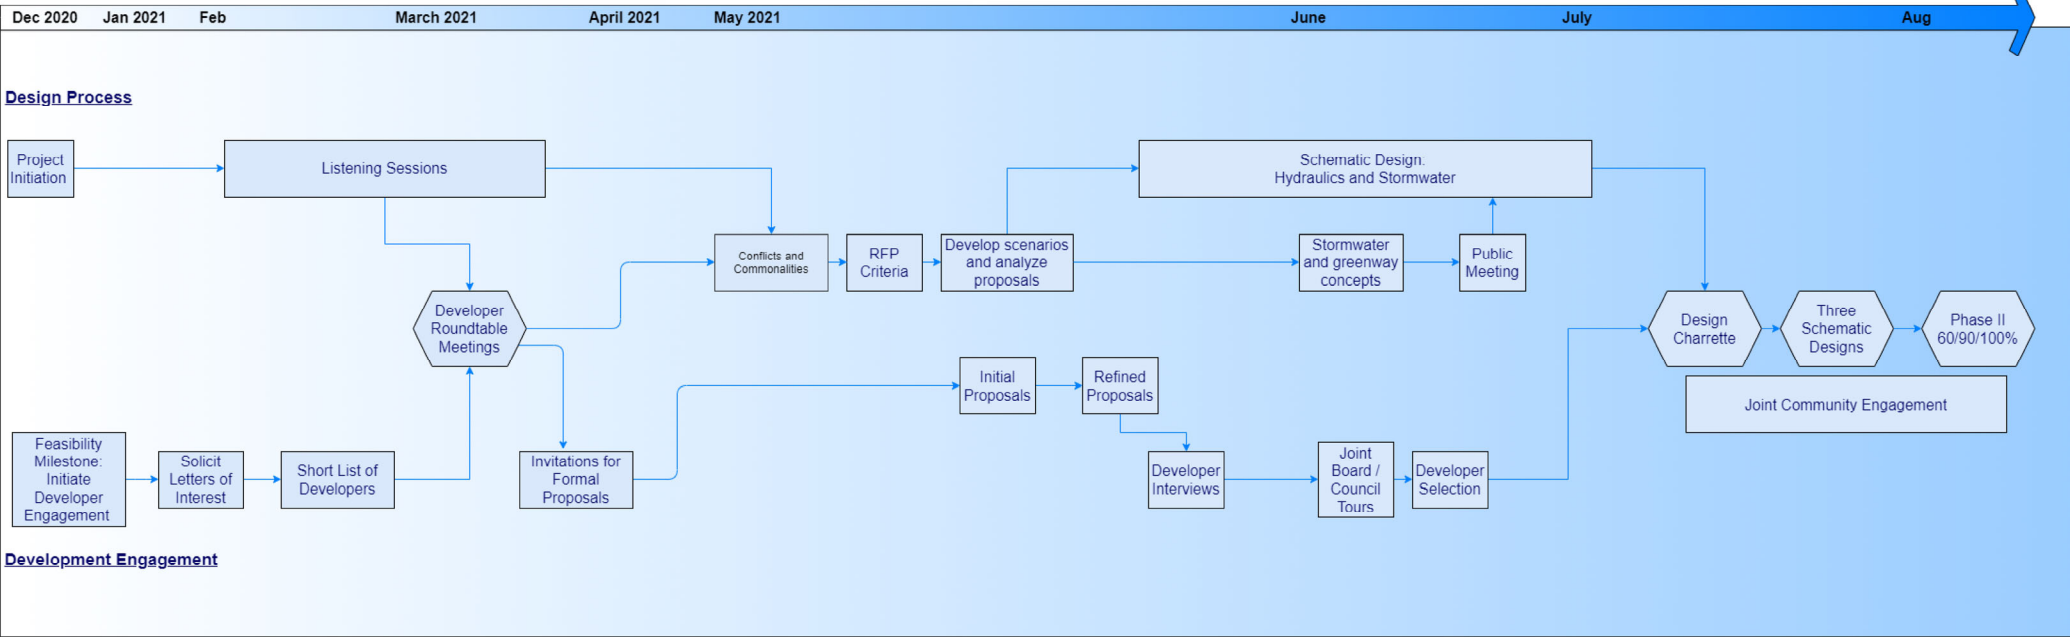 Dec 2020 Jan 2021 Feb March 2021 April 2021 May 2021 June July Aug
Design Process
Project
Initiation
Listening Sessions
Schematic Design.
Hydraulics and Stormwater
Conflicts and
Commonalities
RFP
Criteria
Develop scenarios
and analyze
proposals
Stormwater
and greenway
concepts
Public
Meeting
Developer
Roundtable
Meetings
Design
Charrette
Three
Schematic
Designs
Phase II
60/90/100%
Initial
Proposals
Refined
Proposals
Joint Community Engagement
Feasibility
Milestone:
Initiate
Developer
Engagement
Solicit
Letters of
Interest
Short List of
Developers
Invitations for
Formal
Proposals
Developer
Interviews
Joint
Board /
Council
Tours
Developer
Selection
Development Engagement